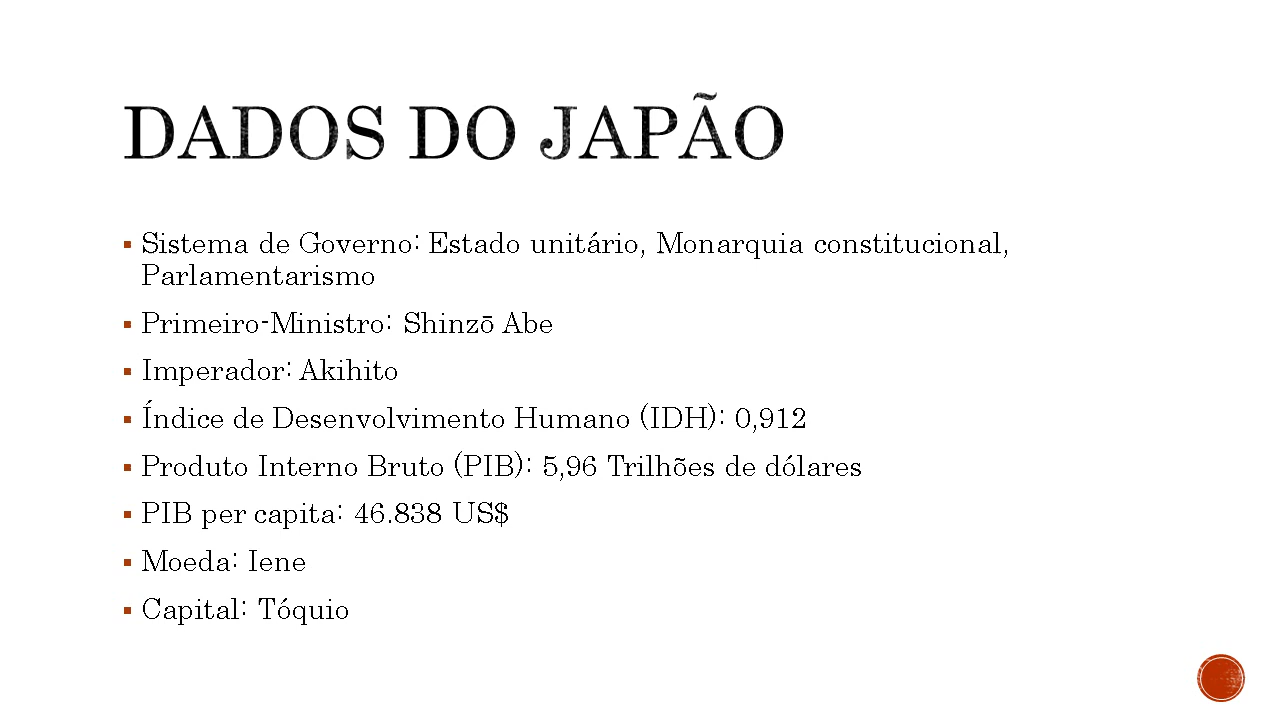 DADOS DO JAPÃO
▪ Sistema de Governo: Estado unitário, Monarquia constitucional,
Parlamentarismo
▪ Primeiro-Ministro: Shinzō Abe
▪ Imperador: Akihito
▪ Índice de Desenvolvimento Humano (IDH): 0,912
▪ Produto Interno Bruto (PIB): 5,96 Trilhões de dólares
▪ PIB per capita: 46.838 US$
▪ Moeda: Iene
▪ Capital: Tóquio